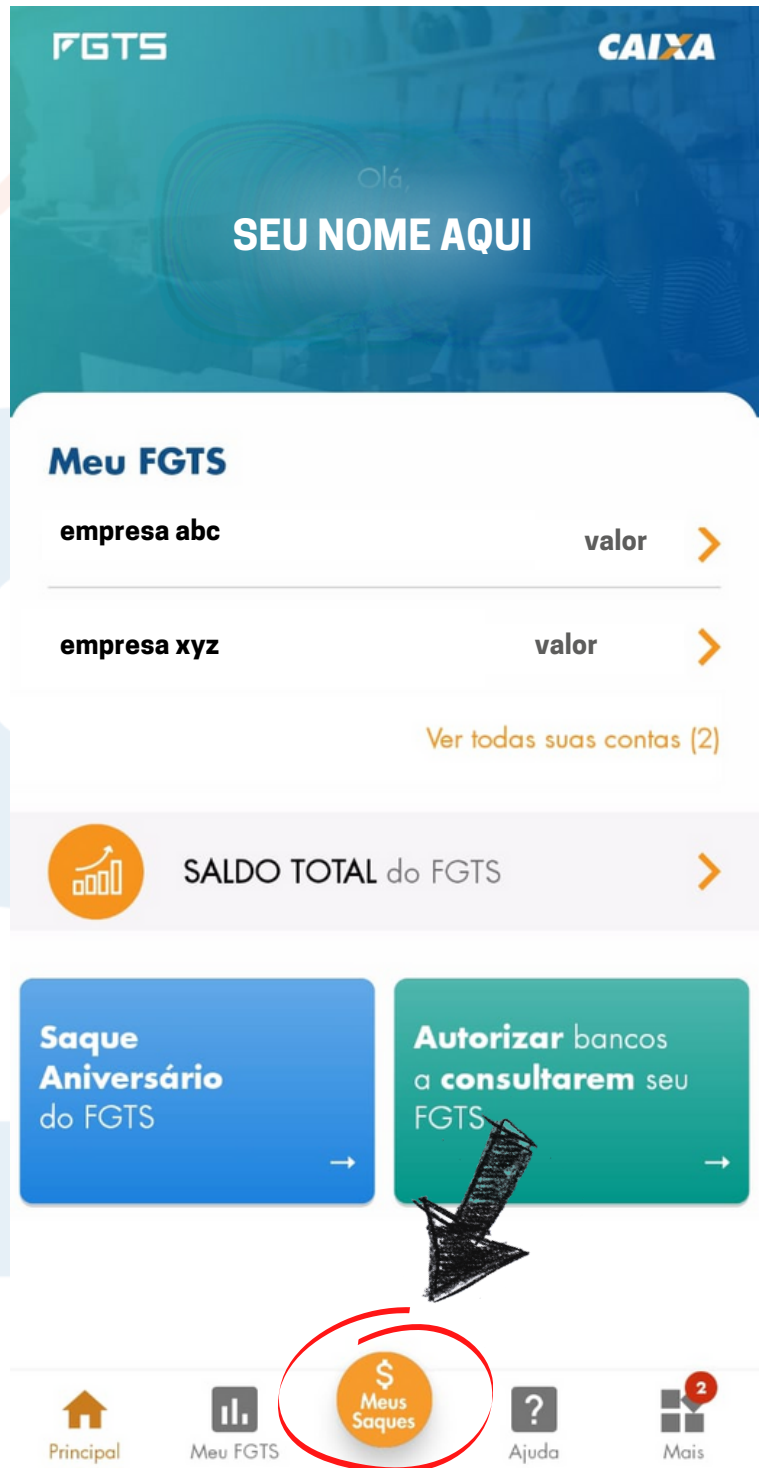 FGTS
CAIXA
Olá,
SEU NOME AQUI
Meu FGTS
empresa abc
valor
empresa xyz
valor
Ver todas suas contas (2)
SALDO TOTAL do FGTS
Saque
Aniversário
do FGTS
→
Autorizar bancos
a consultarem seu
FGTS
→
$
Meus
Saques
2
Principal
Meu FGTS
?
Ajuda
Mais